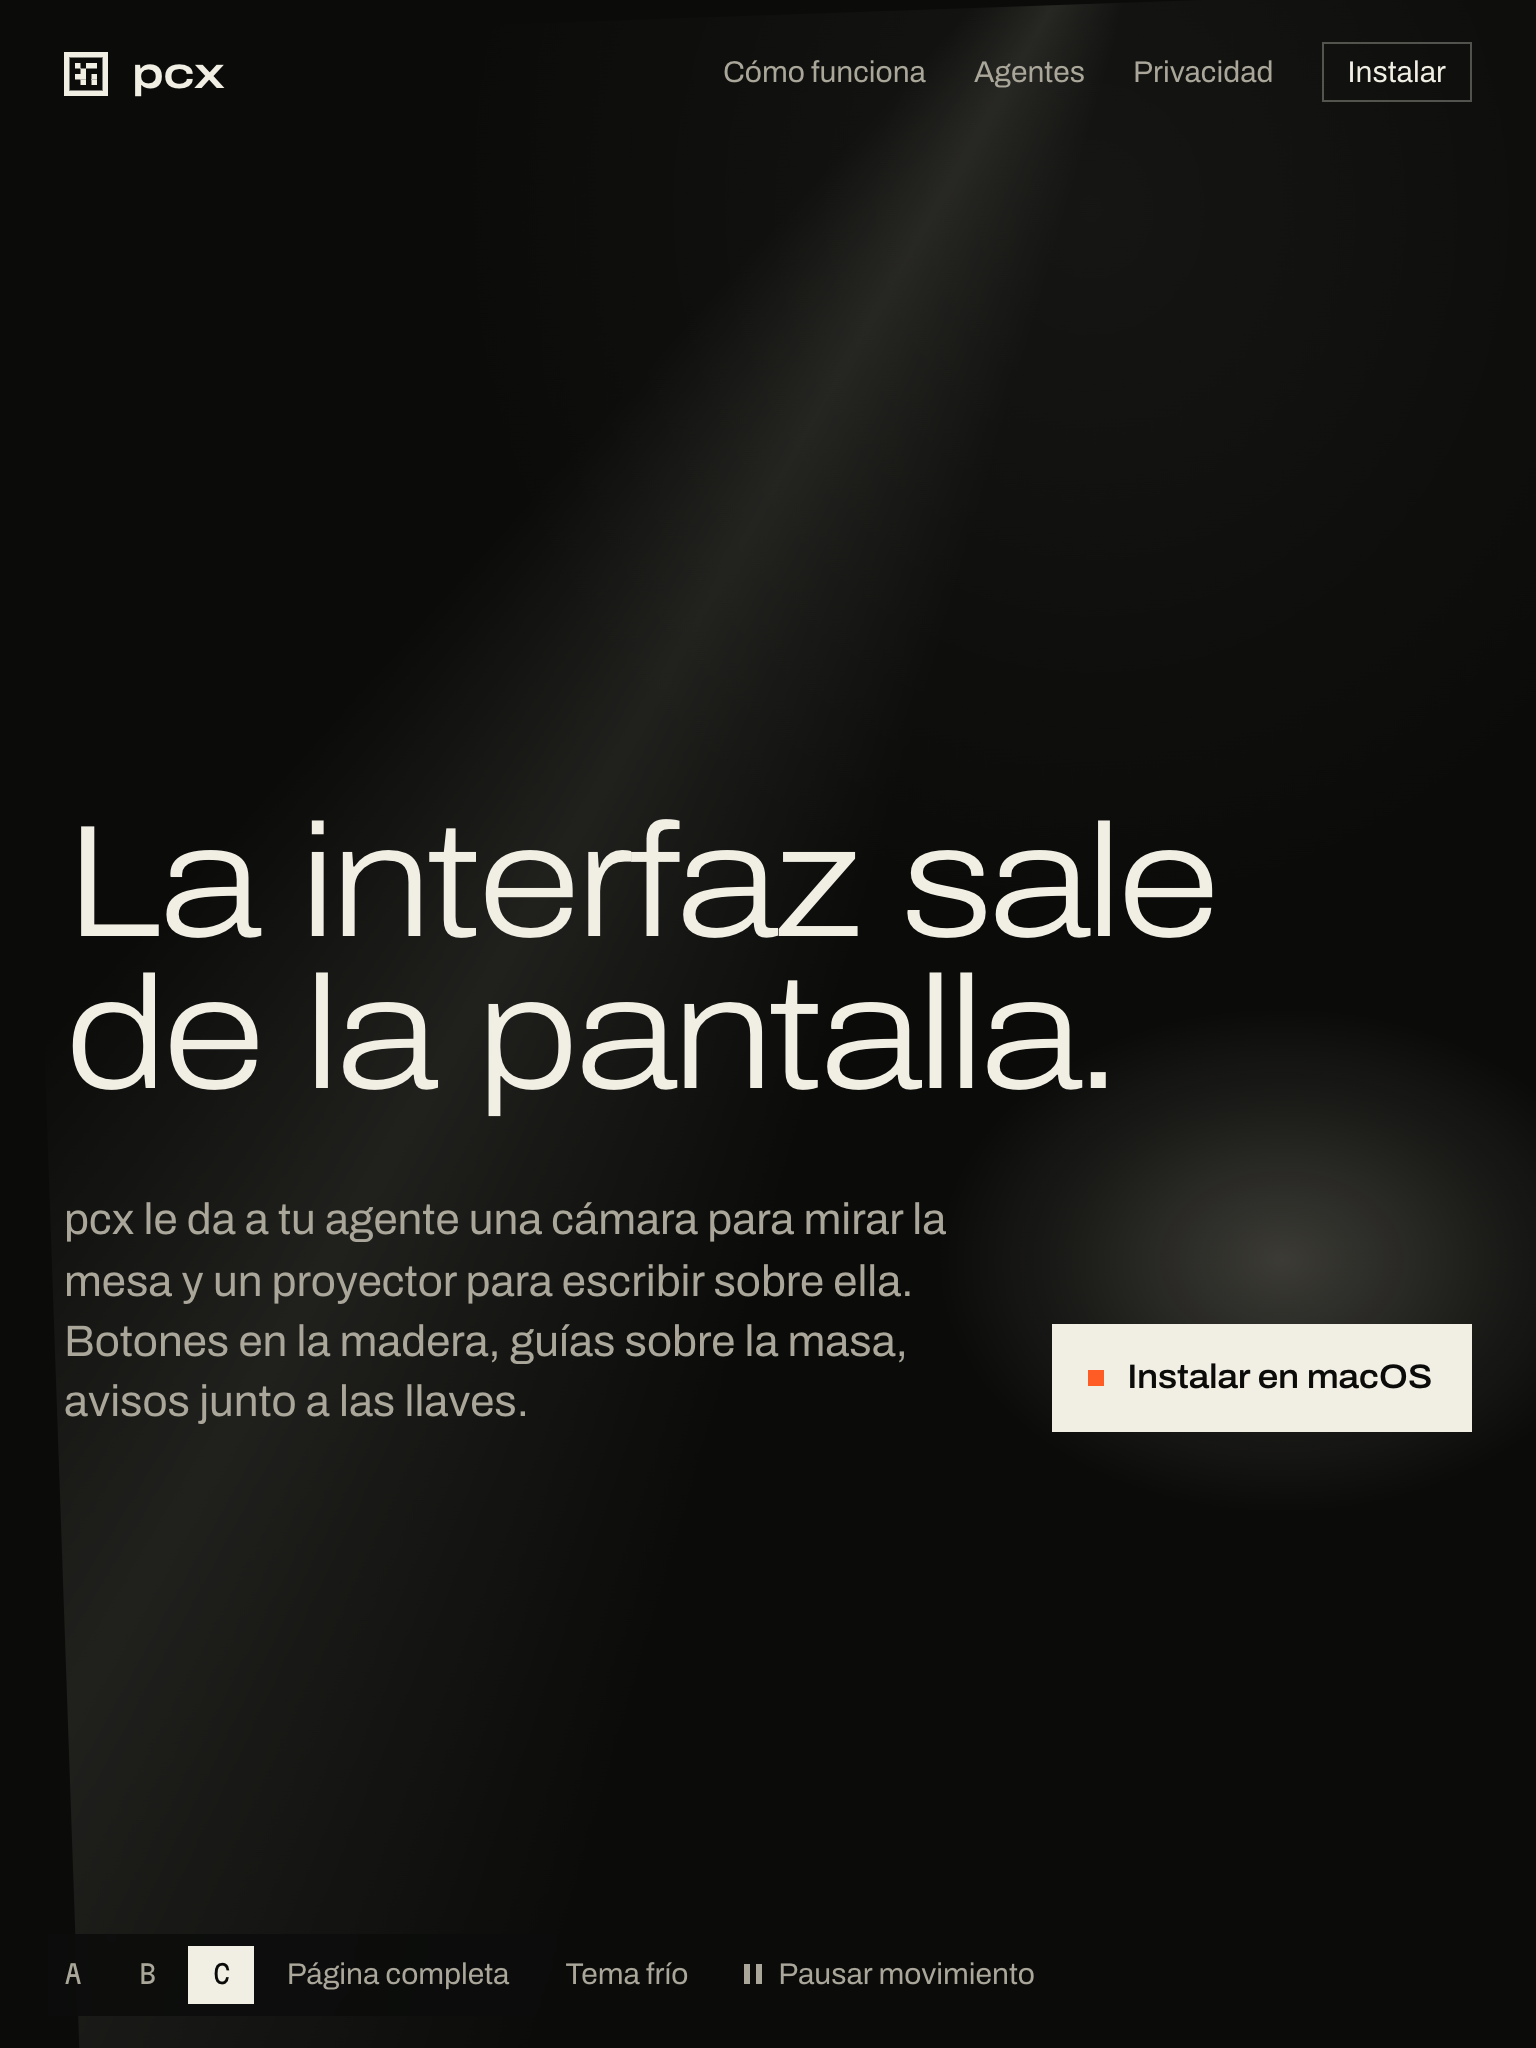 pcx
Cómo funciona
Agentes
Privacidad
Instalar
La interfaz sale
de la pantalla.
pcx le da a tu agente una cámara para mirar la
mesa y un proyector para escribir sobre ella.
Botones en la madera, guías sobre la masa,
avisos junto a las llaves.
Instalar en macOS
A
B
C
Página completa
Tema frío
Pausar movimiento